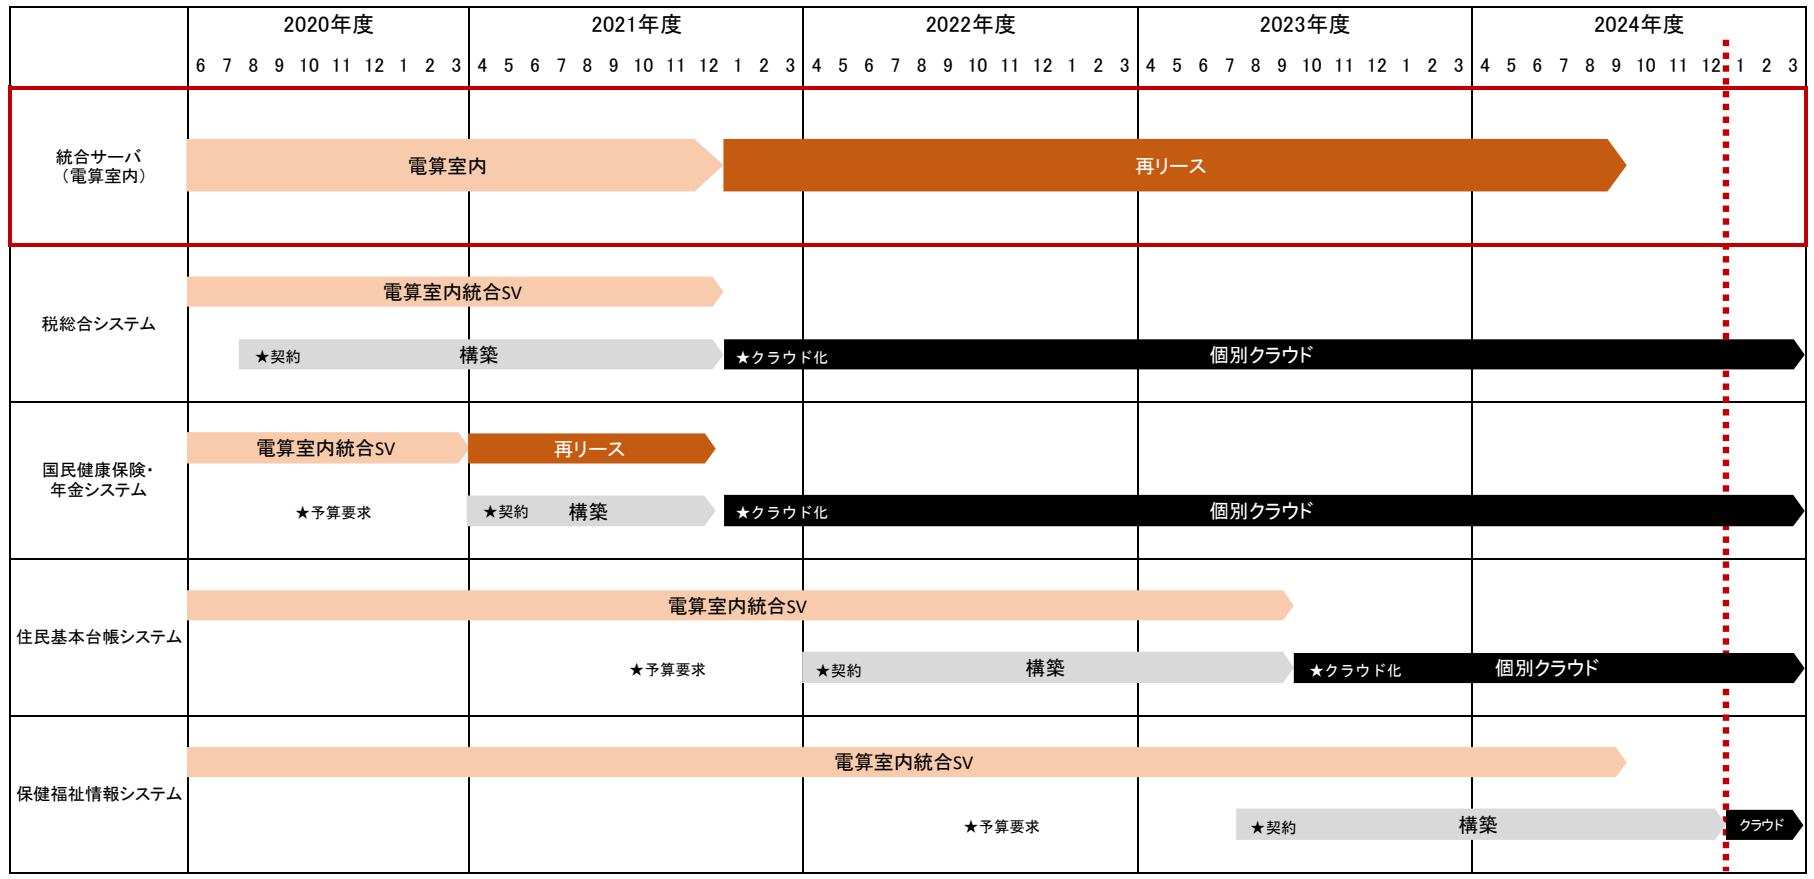 2020年度 2021年度 2022年度 2023年度 2024年度
6 7 8 9 10 11 12 1 2 3 4 5 6 7 8 9 10 11 12 1 2 3 4 5 6 7 8 9 10 11 12 1 2 3 4 5 6 7 8 9 10 11 12 1 2 3 4 5 6 7 8 9 10 11 12 1 2 3
統合サーバ
（電算室内）
電算室内 再リース
税総合システム
電算室内統合SV
★契約 構築 ★クラウド化 個別クラウド
国民健康保険・
年金システム
電算室内統合SV 再リース
★予算要求 ★契約 構築 ★クラウド化 個別クラウド
住民基本台帳システム
電算室内統合SV
★予算要求 ★契約 構築 ★クラウド化 個別クラウド
保健福祉情報システム
電算室内統合SV
★予算要求 ★契約 構築 クラウド